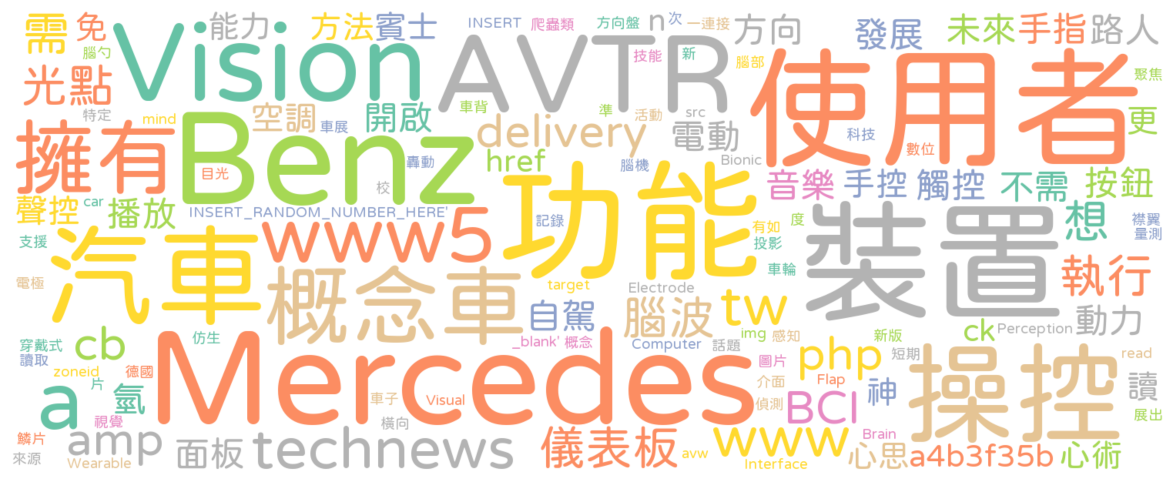 需 免 Vision 能力 方法 賓士 INSERT 爬蟲類 方向盤 n 次 一連接 方向 發展 未來 手指 路人
腦勺 AVTR 技能 新 腦部 聚焦
光點 特定 mind 空調 車展 開啟 車背 delivery 準 活動 src 電動 使用者 科技 數位 更
擁有 目光 Benz 校 轟動 href 腦機 Bionic 音樂 手控 觸控 不需 按鈕
聲控 car 播放 INSERT_RANDOM_NUMBER_HERE' 功能 記錄 有如 度 投影 裝置 想 襟翼 量測
支援 汽車 www5 車輪 執行
電極 概念車 target Electrode 自駕 腦波 tw 動力
仿生 _blank' 概念 img 感知 新版 ck Perception
穿戴式 讀取 cb Computer 話題 php 短期 操控 read
zoneid 片 德國 Mercedes 圖片 介面 Flap 神 讀
a 氫 車子 Visual 偵測 BCI 展出
視覺 橫向
鱗片 amp 面板 technews 儀表板 www Brain
來源 Wearable avw Interface 心思 a4b3f35b 心術